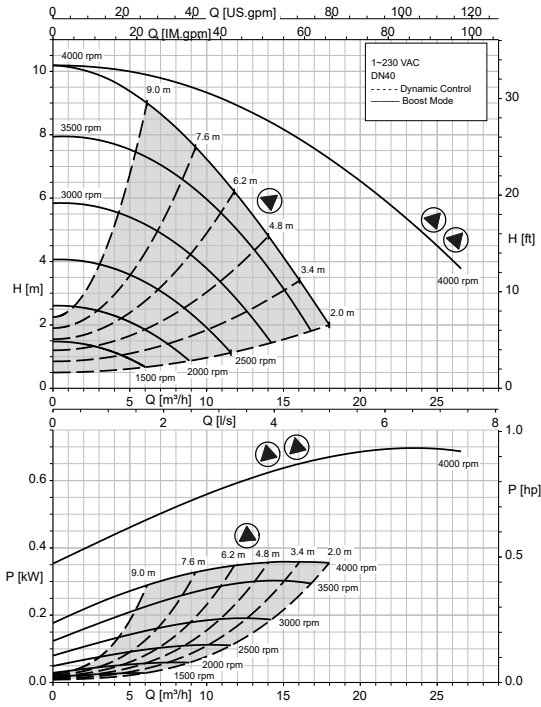 Q [US.gpm]
0 20 40 60 80 100 120
Q [IM.gpm]
0 20 40 60 80 100
10
8
6
4
2
0
H [m]
30
20
10
0
H [ft]
4000 rpm
3500 rpm
3000 rpm
9.0 m
7.6 m
6.2 m
4.8 m
3.4 m
2.0 m
1~230 VAC
DN40
Dynamic Control
Boost Mode
4000 rpm
2500 rpm
2000 rpm
1500 rpm
0 5 10 15 20 25
Q [m³/h]
0 2 4 6 8
Q [l/s]
0.6
0.4
0.2
0.0
P [kW]
1.0
0.5
0.0
P [hp]
4000 rpm
9.0 m
7.6 m
6.2 m
4.8 m
3.4 m
2.0 m
4000 rpm
3500 rpm
3000 rpm
2500 rpm
2000 rpm
1500 rpm
0 5 10 15 20 25
Q [m³/h]